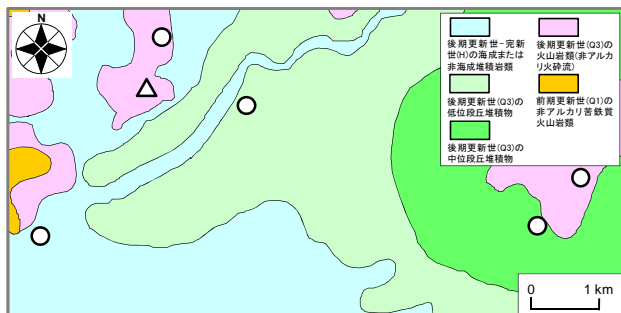 N
後期更新世-完新
世(H)の海成または
非海成堆積岩類
後期更新世(Q3)の
低位段丘堆積物
後期更新世(Q3)の
中位段丘堆積物
後期更新世(Q3)の
火山岩類(非アルカ
リ火砕流)
前期更新世(Q1)の
非アルカリ苦鉄質
火山岩類
0 1 km